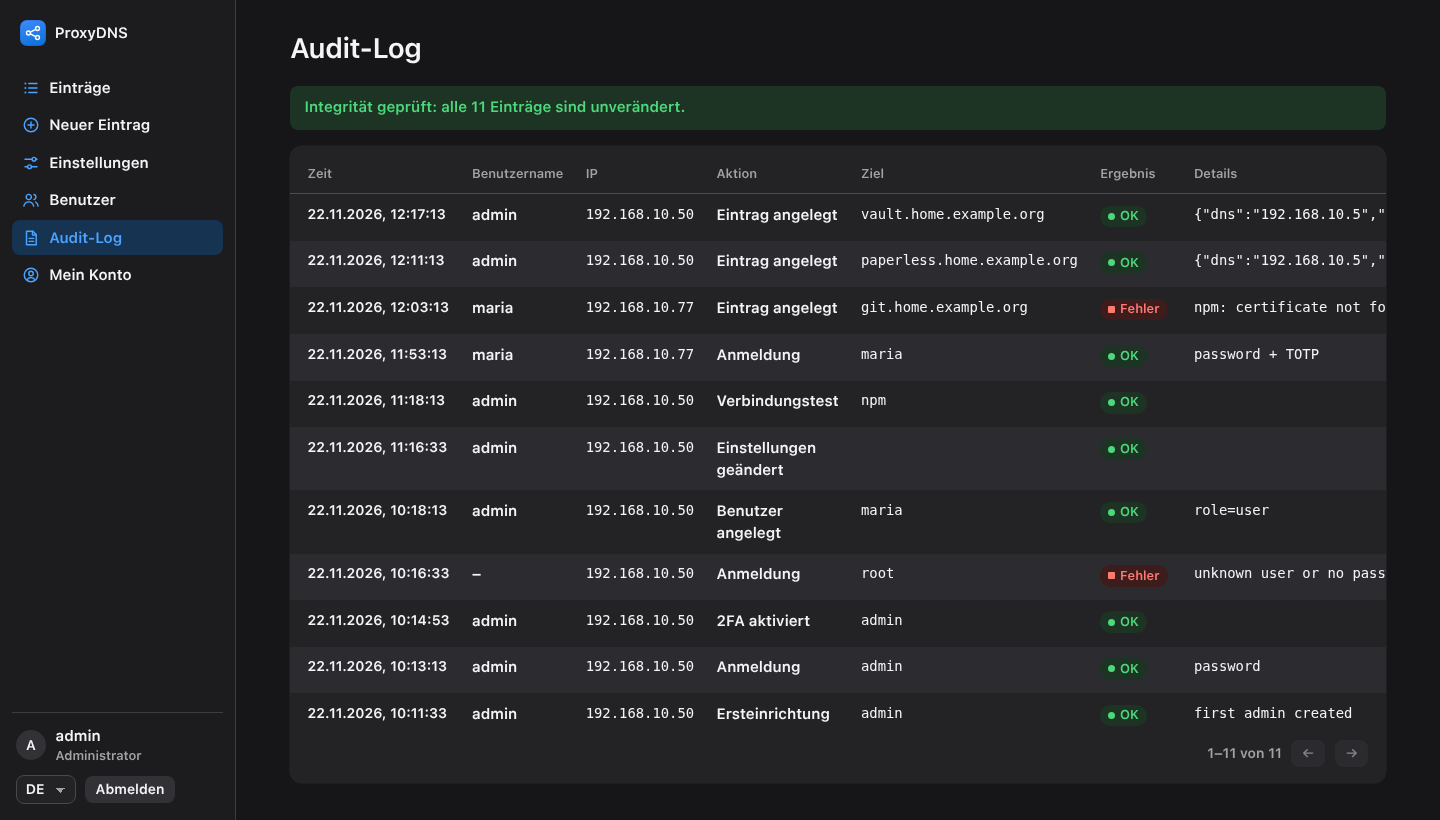 ProxyDNS
Einträge
Neuer Eintrag
Einstellungen
Benutzer
Audit-Log
Mein Konto
A
admin
Administrator
DE
Abmelden
Audit-Log
Integrität geprüft: alle 11 Einträge sind unverändert.
Zeit Benutzername IP Aktion Ziel Ergebnis Details
22.11.2026, 12:17:13 admin 192.168.10.50 Eintrag angelegt vault.home.example.org OK {"dns":"192.168.10.5","
22.11.2026, 12:11:13 admin 192.168.10.50 Eintrag angelegt paperless.home.example.org OK {"dns":"192.168.10.5","
22.11.2026, 12:03:13 maria 192.168.10.77 Eintrag angelegt git.home.example.org Fehler npm: certificate not fo
22.11.2026, 11:53:13 maria 192.168.10.77 Anmeldung maria OK password + TOTP
22.11.2026, 11:18:13 admin 192.168.10.50 Verbindungstest npm OK
22.11.2026, 11:16:33 admin 192.168.10.50 Einstellungen OK
geändert
22.11.2026, 10:18:13 admin 192.168.10.50 Benutzer maria OK role=user
angelegt
22.11.2026, 10:16:33 – 192.168.10.50 Anmeldung root Fehler unknown user or no pass
22.11.2026, 10:14:53 admin 192.168.10.50 2FA aktiviert admin OK
22.11.2026, 10:13:13 admin 192.168.10.50 Anmeldung admin OK password
22.11.2026, 10:11:33 admin 192.168.10.50 Ersteinrichtung admin OK first admin created
1–11 von 11 ← →